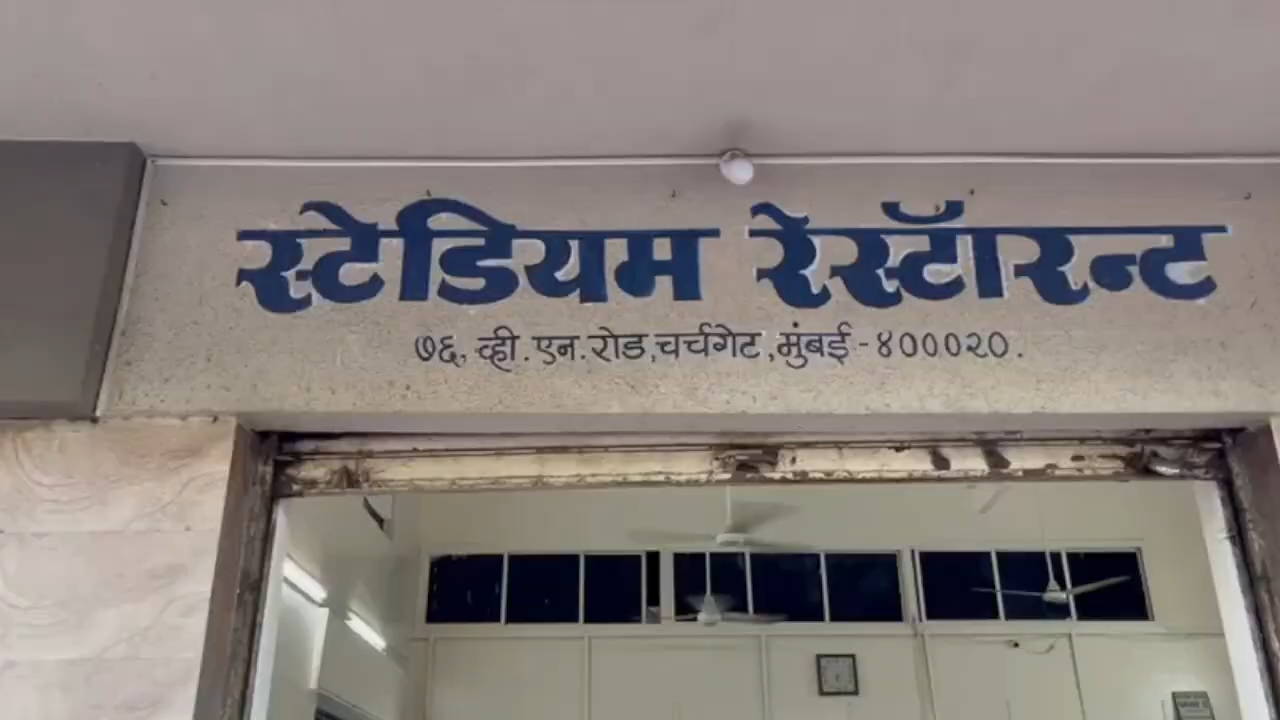 स्टेडियम रेस्टॉरन्ट
७६, व्ही. एन. रोड, चर्चगेट, मुंबई - ४०००२०.